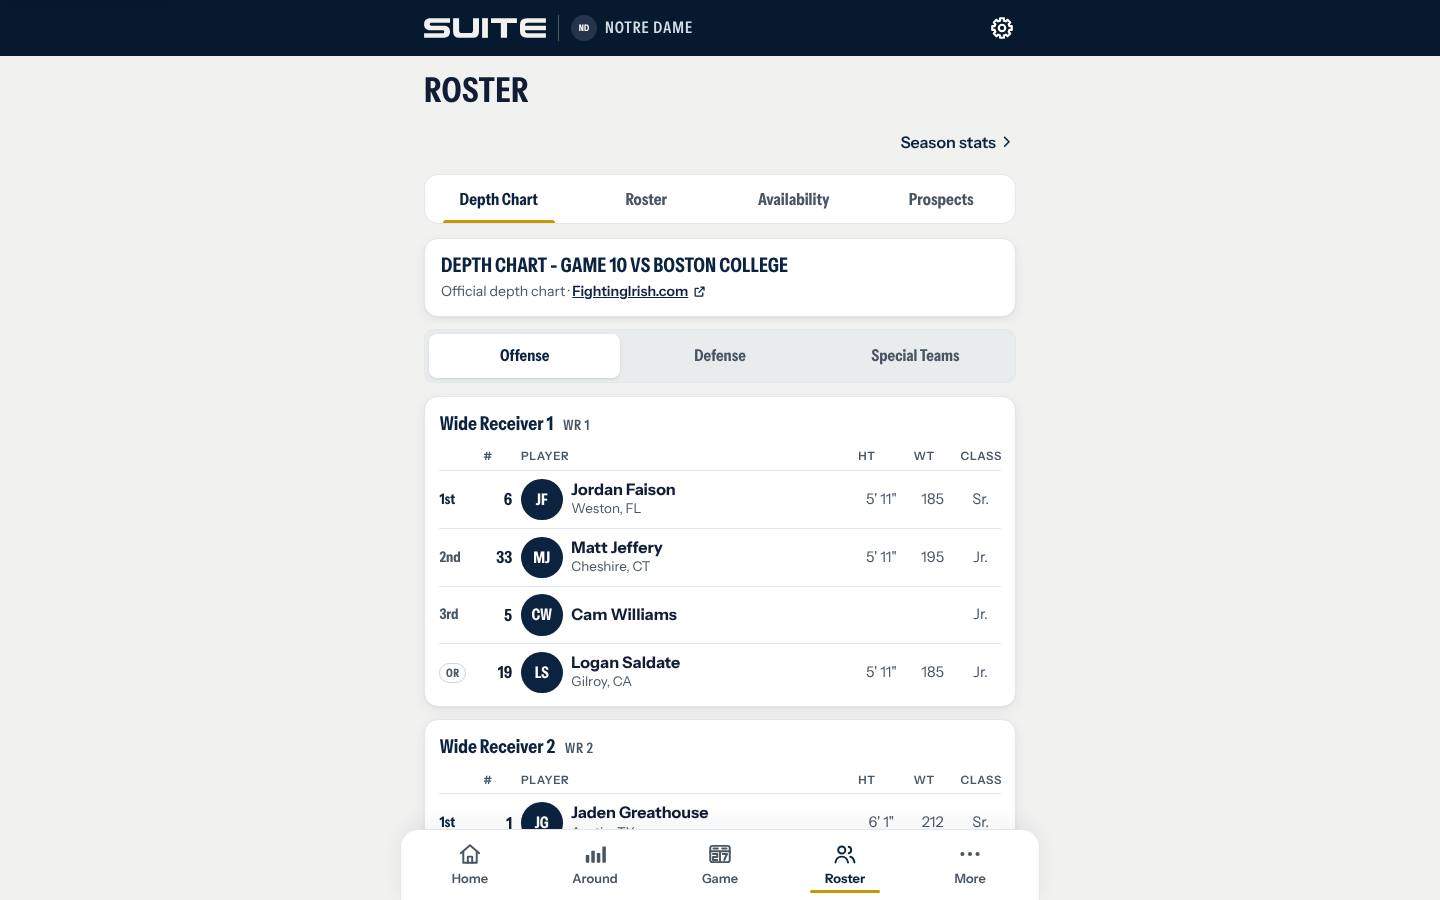 SUITE
ND NOTRE DAME
ROSTER
Season stats
Depth Chart Roster Availability Prospects
DEPTH CHART - GAME 10 VS BOSTON COLLEGE
Official depth chart · FightingIrish.com
Offense Defense Special Teams
Wide Receiver 1 WR 1
# PLAYER HT WT CLASS
1st 6 JF Jordan Faison 5' 11" 185 Sr.
Weston, FL
2nd 33 MJ Matt Jeffery 5' 11" 195 Jr.
Cheshire, CT
3rd 5 CW Cam Williams Jr.
OR 19 LS Logan Saldate 5' 11" 185 Jr.
Gilroy, CA
Wide Receiver 2 WR 2
# PLAYER HT WT CLASS
1st 1 JG Jaden Greathouse 6' 1" 212 Sr.
Home Around Game Roster More